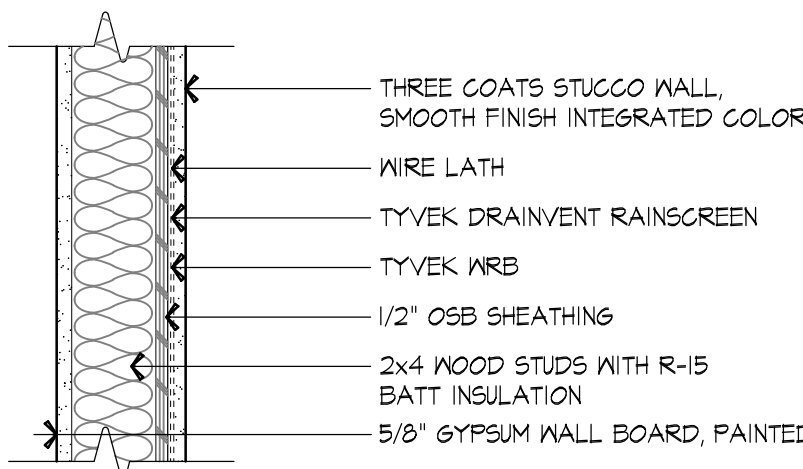 THREE COATS STUCCO WALL,
SMOOTH FINISH INTEGRATED COLOR
WIRE LATH
TYVEK DRAINVENT RAINSCREEN
TYVEK WRB
1/2" OSB SHEATHING
2x4 WOOD STUDS WITH R-15
BATT INSULATION
5/8" GYPSUM WALL BOARD, PAINTED